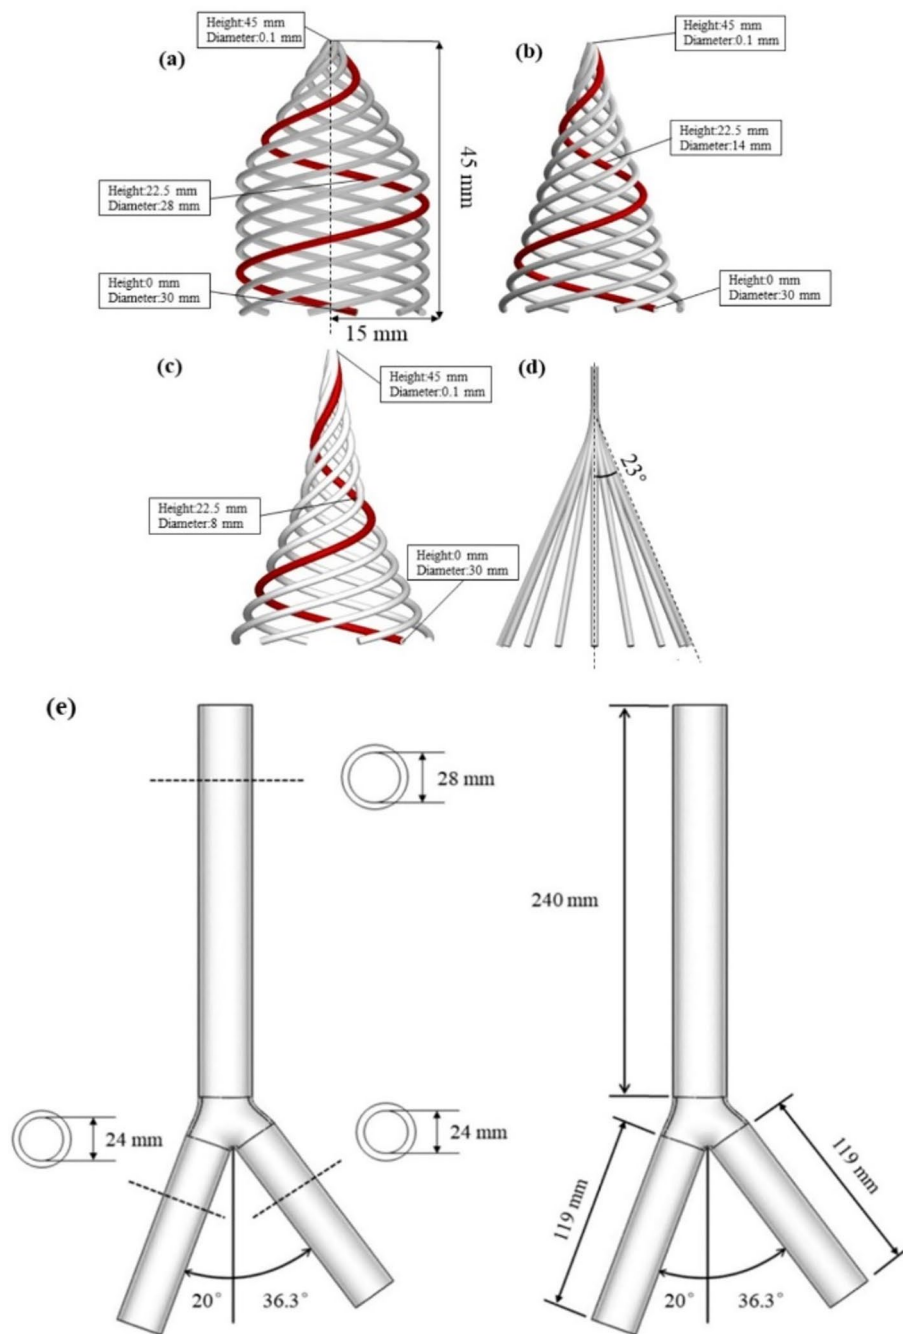 Height:45 mm
Diameter:0.1 mm
(a)
Height:22.5 mm
Diameter:28 mm
Height:0 mm
Diameter:30 mm
45 mm
15 mm
(b)
Height:45 mm
Diameter:0.1 mm
Height:22.5 mm
Diameter:14 mm
Height:0 mm
Diameter:30 mm
(c)
Height:45 mm
Diameter:0.1 mm
Height:22.5 mm
Diameter:8 mm
Height:0 mm
Diameter:30 mm
(d)
23°
(e)
28 mm
24 mm
24 mm
20°
36.3°
240 mm
119 mm
119 mm
20°
36.3°